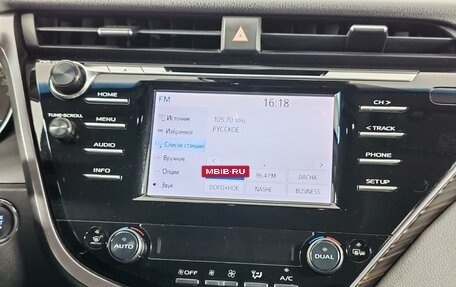 FM
16:18
HOME
CH >
Источник
105.70 MHz
РУССКОЕ
TUNE•SCROLL
MENU
Избранное
< TRACK
AUDIO
Список станций
PHONE
Вручную
INFO
Опции
MBIB.RU
96.4 FM
DACHA
SETUP
Звук
NASHE
BUSINESS
AUTO
DUAL
OFF
A/C